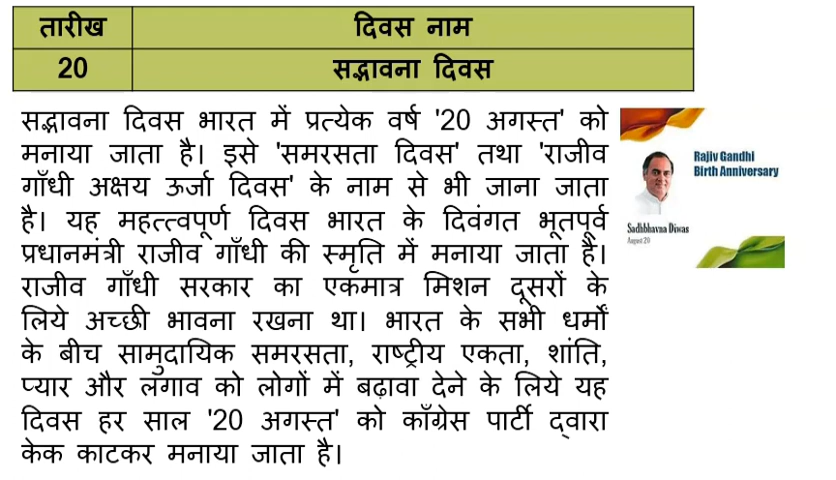 तारीख दिवस नाम
20 सद्भावना दिवस
सद्भावना दिवस भारत में प्रत्येक वर्ष '20 अगस्त' को
मनाया जाता है। इसे 'समरसता दिवस' तथा 'राजीव
गाँधी अक्षय ऊर्जा दिवस' के नाम से भी जाना जाता
है। यह महत्त्वपूर्ण दिवस भारत के दिवंगत भूतपूर्व
प्रधानमंत्री राजीव गाँधी की स्मृति में मनाया जाता है।
राजीव गाँधी सरकार का एकमात्र मिशन दूसरों के
लिये अच्छी भावना रखना था। भारत के सभी धर्मों
के बीच सामुदायिक समरसता, राष्ट्रीय एकता, शांति,
प्यार और लगाव को लोगों में बढ़ावा देने के लिये यह
दिवस हर साल '20 अगस्त' को काँग्रेस पार्टी द्वारा
केक काटकर मनाया जाता है।
Rajiv Gandhi
Birth Anniversary
Sadhbhavna Diwas
August 20